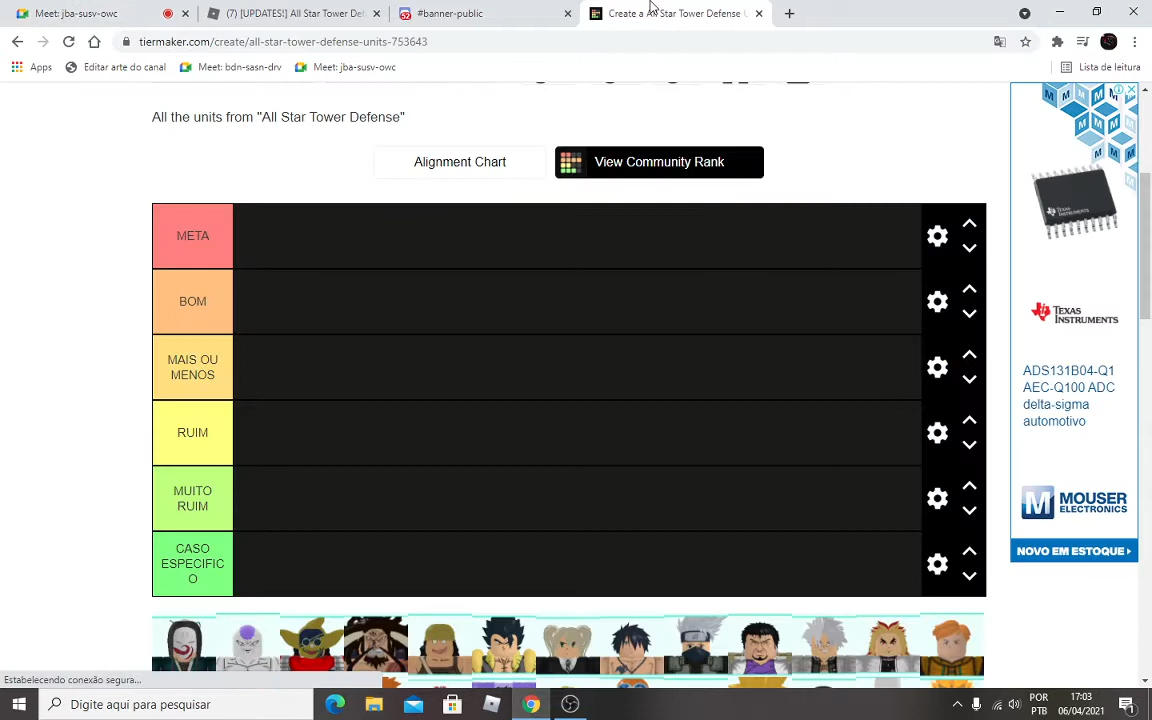 Meet: jba-susv-owc
(7) [UPDATES!] All Star Tower Def
#banner-public
Create a All Star Tower Defense U
tiermaker.com/create/all-star-tower-defense-units-753643
Apps
Editar arte do canal
Meet: bdn-sasn-drv
Meet: jba-susv-owc
Lista de leitura
All the units from "All Star Tower Defense"
Alignment Chart
View Community Rank
META
BOM
MAIS OU
MENOS
RUIM
MUITO
RUIM
CASO
ESPECIFIC
O
TEXAS
INSTRUMENTS
ADS131B04-Q1
AEC-Q100 ADC
delta-sigma
automotivo
M
MOUSER
ELECTRONICS
NOVO EM ESTOQUE
Estabelecendo conexão segura...
Digite aqui para pesquisar
POR
PTB
17:03
06/04/2021